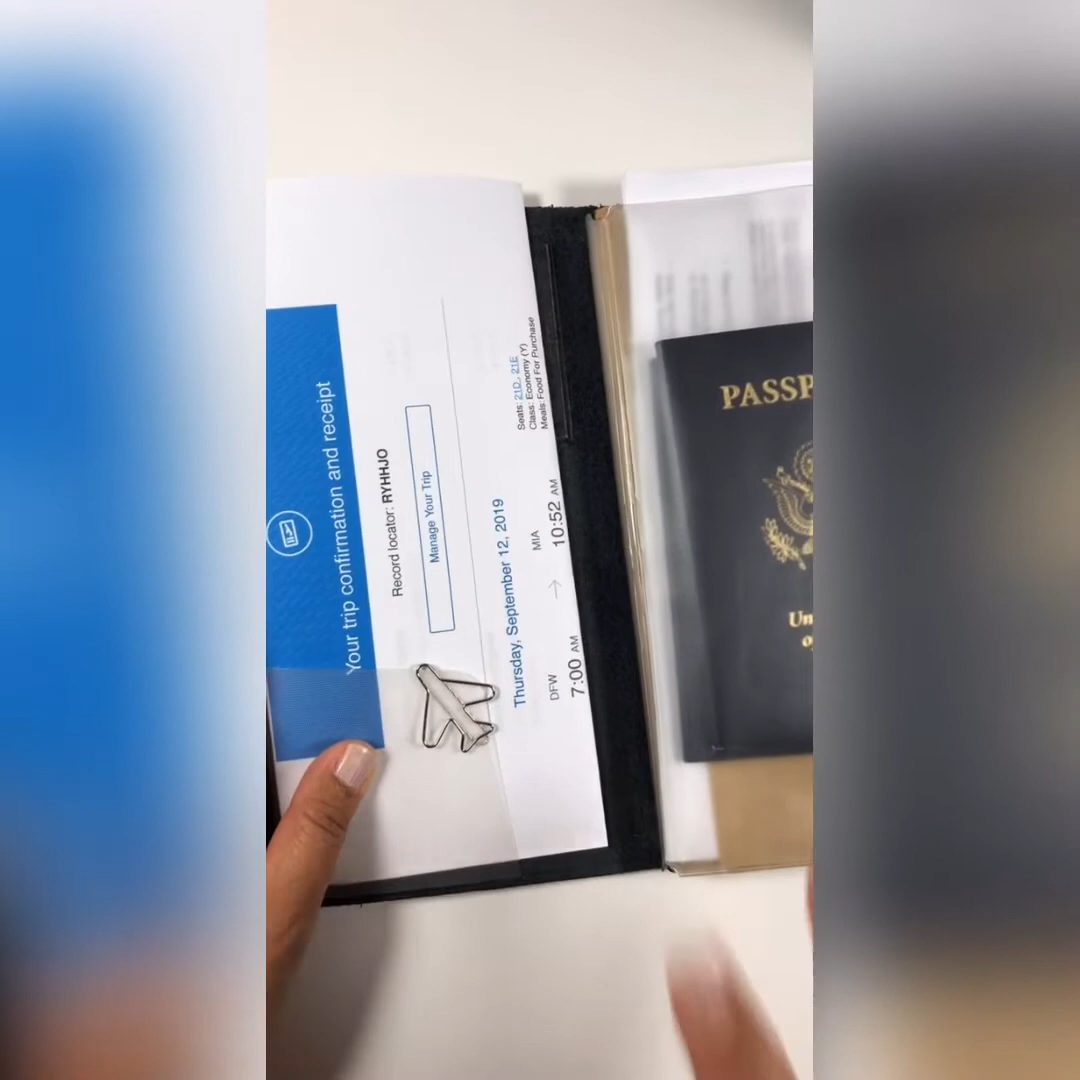 Your trip confirmation and receipt
Record locator: RYHHJO
Manage Your Trip
Thursday, September 12, 2019
DFW → MIA
7:00 AM 10:52 AM
Seats: 21D, 21E
Class: Economy (Y)
Meals: Food For Purchase
PASSP
Un
o